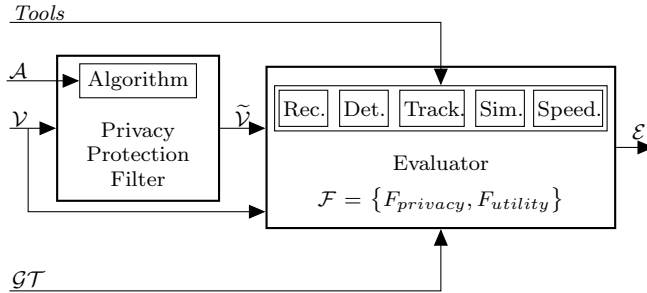 Tools
𝒜
Algorithm
Rec. Det. Track. Sim. Speed.
𝒱
Ṽ
ℰ
Privacy
Protection
Filter
Evaluator
ℱ = {F_privacy, F_utility}
𝒢𝒯